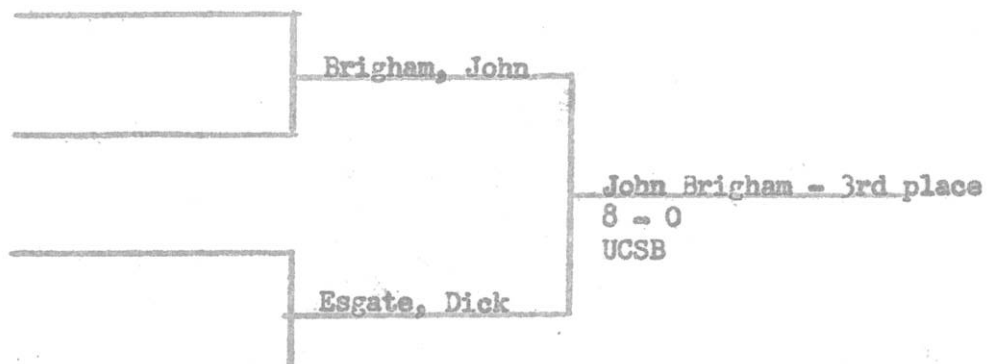 Brigham, John
John Brigham - 3rd place
8 - 0
UCSB
Esgate, Dick